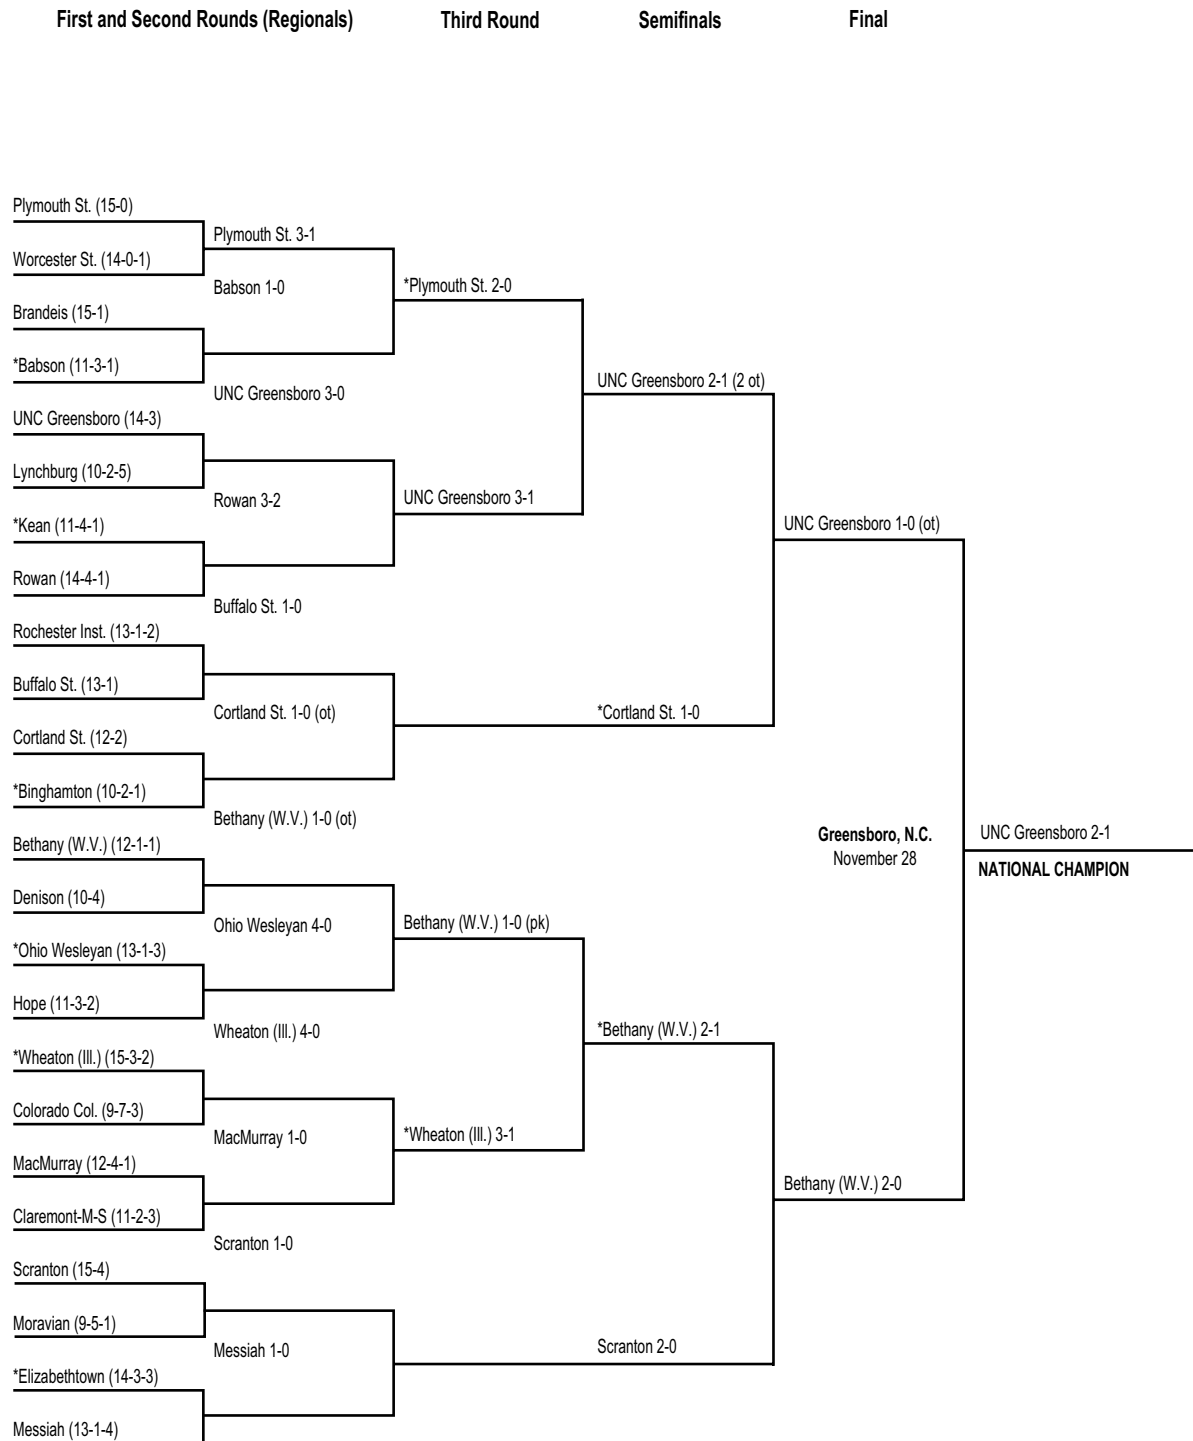 First and Second Rounds (Regionals) Third Round Semifinals Final
Plymouth St. (15-0)
Plymouth St. 3-1
Worcester St. (14-0-1)
Babson 1-0
*Plymouth St. 2-0
Brandeis (15-1)
*Babson (11-3-1)
UNC Greensboro 2-1 (2 ot)
UNC Greensboro 3-0
UNC Greensboro (14-3)
Lynchburg (10-2-5)
Rowan 3-2
UNC Greensboro 3-1
*Kean (11-4-1)
UNC Greensboro 1-0 (ot)
Rowan (14-4-1)
Buffalo St. 1-0
Rochester Inst. (13-1-2)
Buffalo St. (13-1)
Cortland St. 1-0 (ot)
*Cortland St. 1-0
Cortland St. (12-2)
*Binghamton (10-2-1)
Bethany (W.V.) 1-0 (ot)
Greensboro, N.C.
UNC Greensboro 2-1
Bethany (W.V.) (12-1-1)
November 28
NATIONAL CHAMPION
Denison (10-4)
Ohio Wesleyan 4-0
Bethany (W.V.) 1-0 (pk)
*Ohio Wesleyan (13-1-3)
Hope (11-3-2)
Wheaton (Ill.) 4-0
*Bethany (W.V.) 2-1
*Wheaton (Ill.) (15-3-2)
Colorado Col. (9-7-3)
MacMurray 1-0
*Wheaton (Ill.) 3-1
MacMurray (12-4-1)
Bethany (W.V.) 2-0
Claremont-M-S (11-2-3)
Scranton 1-0
Scranton (15-4)
Moravian (9-5-1)
Messiah 1-0
Scranton 2-0
*Elizabethtown (14-3-3)
Messiah (13-1-4)